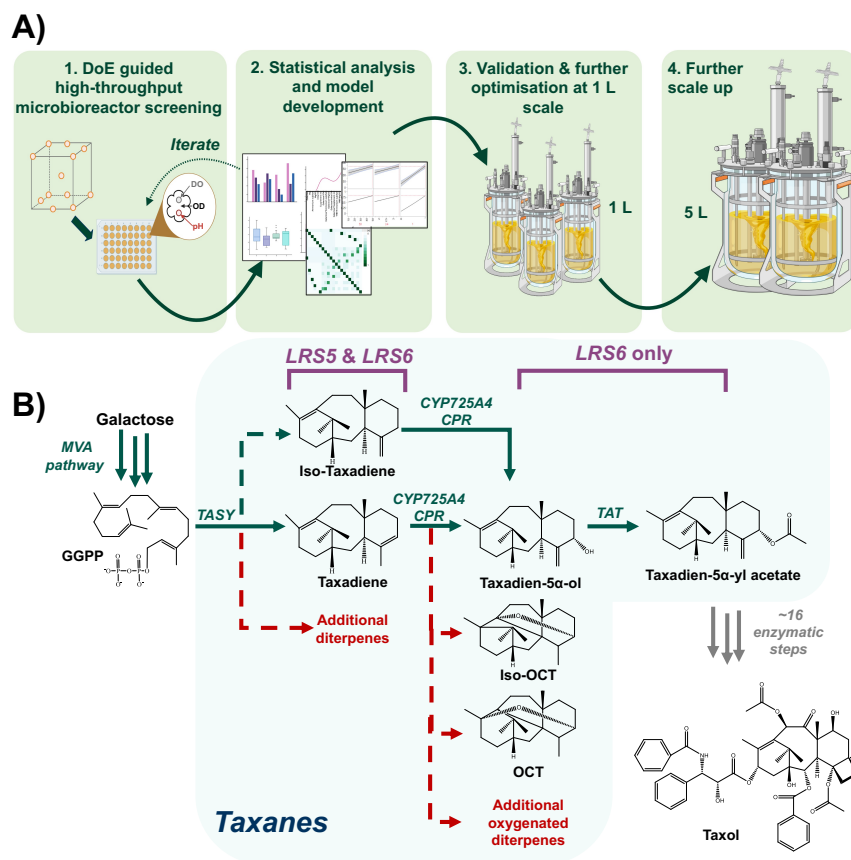 A)
1. DoE guided
high-throughput
microbioreactor screening
2. Statistical analysis
and model
development
3. Validation & further
optimisation at 1 L
scale
4. Further
scale up
Iterate
DO
OD
pH
1 L
5 L
LRS5 & LRS6
LRS6 only
B)
Galactose
MVA
pathway
GGPP
TASY
CYP725A4
CPR
Iso-Taxadiene
CYP725A4
CPR
TAT
Taxadiene
Taxadien-5α-ol
Taxadien-5α-yl acetate
Additional
diterpenes
Iso-OCT
OCT
Additional
oxygenated
diterpenes
~16
enzymatic
steps
Taxol
Taxanes